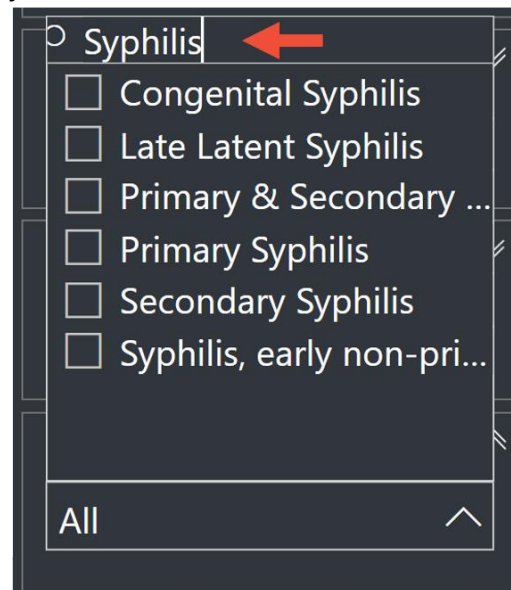 Syphilis
Congenital Syphilis
Late Latent Syphilis
Primary & Secondary ...
Primary Syphilis
Secondary Syphilis
Syphilis, early non-pri...
All